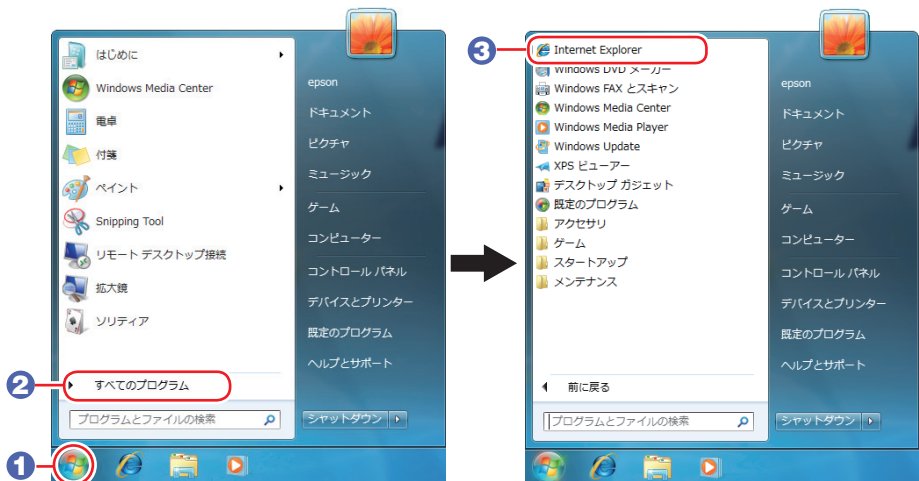 はじめに
Windows Media Center
電卓
付箋
ペイント
Snipping Tool
リモート デスクトップ接続
拡大鏡
ソリティア
2
すべてのプログラム
プログラムとファイルの検索
1
epson
ドキュメント
ピクチャ
ミュージック
ゲーム
コンピューター
コントロール パネル
デバイスとプリンター
既定のプログラム
ヘルプとサポート
シャットダウン
3
Internet Explorer
Windows DVD メーカー
Windows FAX とスキャン
Windows Media Center
Windows Media Player
Windows Update
XPS ビューアー
デスクトップ ガジェット
既定のプログラム
アクセサリ
ゲーム
スタートアップ
メンテナンス
前に戻る
プログラムとファイルの検索
epson
ドキュメント
ピクチャ
ミュージック
ゲーム
コンピューター
コントロール パネル
デバイスとプリンター
既定のプログラム
ヘルプとサポート
シャットダウン